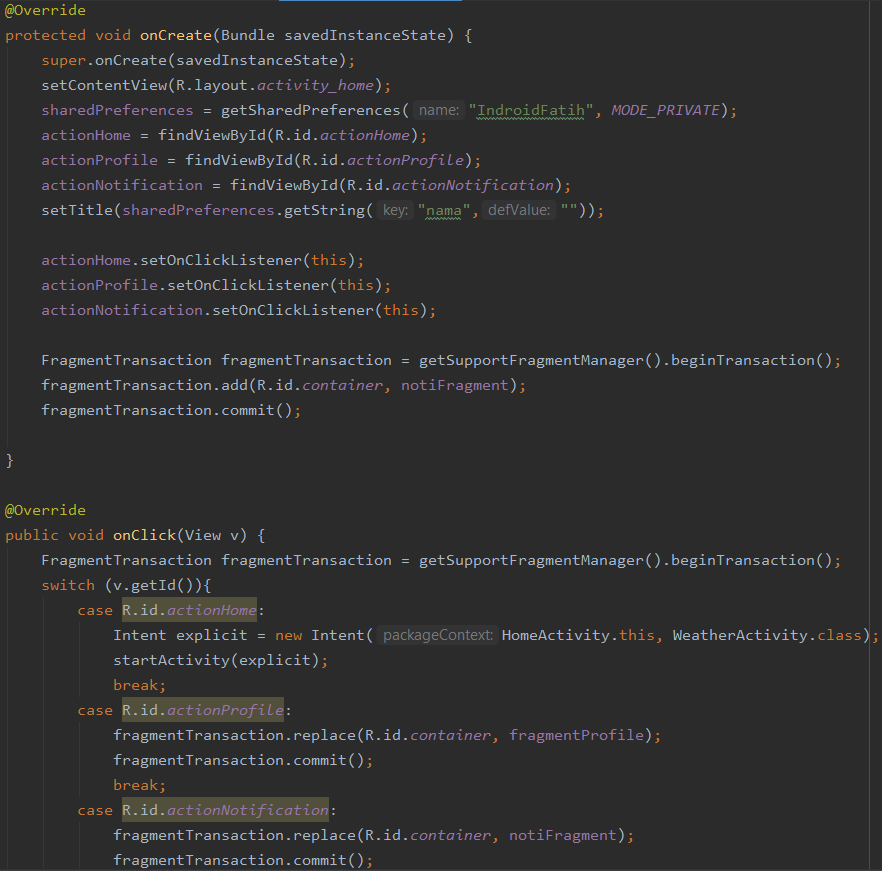 @Override
protected void onCreate(Bundle savedInstanceState) {
    super.onCreate(savedInstanceState);
    setContentView(R.layout.activity_home);
    sharedPreferences = getSharedPreferences( name: "IndroidFatih", MODE_PRIVATE);
    actionHome = findViewById(R.id.actionHome);
    actionProfile = findViewById(R.id.actionProfile);
    actionNotification = findViewById(R.id.actionNotification);
    setTitle(sharedPreferences.getString( key: "nama", defValue: ""));
    actionHome.setOnClickListener(this);
    actionProfile.setOnClickListener(this);
    actionNotification.setOnClickListener(this);
    FragmentTransaction fragmentTransaction = getSupportFragmentManager().beginTransaction();
    fragmentTransaction.add(R.id.container, notiFragment);
    fragmentTransaction.commit();
}
@Override
public void onClick(View v) {
    FragmentTransaction fragmentTransaction = getSupportFragmentManager().beginTransaction();
    switch (v.getId()){
        case R.id.actionHome:
            Intent explicit = new Intent( packageContext: HomeActivity.this, WeatherActivity.class);
            startActivity(explicit);
            break;
        case R.id.actionProfile:
            fragmentTransaction.replace(R.id.container, fragmentProfile);
            fragmentTransaction.commit();
            break;
        case R.id.actionNotification:
            fragmentTransaction.replace(R.id.container, notiFragment);
            fragmentTransaction.commit();